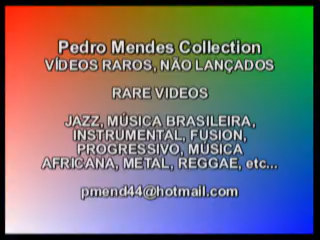 Pedro Mendes Collection
VÍDEOS RAROS, NÃO LANÇADOS
RARE VIDEOS
JAZZ, MÚSICA BRASILEIRA,
INSTRUMENTAL, FUSION,
PROGRESSIVO, MÚSICA
AFRICANA, METAL, REGGAE, etc...
pmend44@hotmail.com